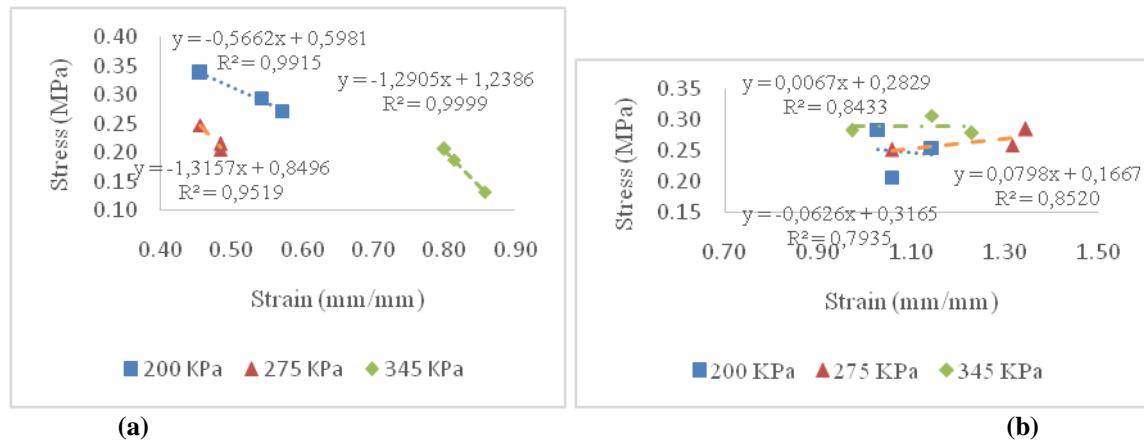 0.40
0.35
0.30
0.25
0.20
0.15
0.10
Stress (MPa)
y = -0,5662x + 0,5981
R² = 0,9915
y = -1,2905x + 1,2386
R² = 0,9999
y = -1,3157x + 0,8496
R² = 0,9519
0.40 0.50 0.60 0.70 0.80 0.90
Strain (mm/mm)
200 KPa 275 KPa 345 KPa
(a)
0.35
0.30
0.25
0.20
0.15
Stress (MPa)
y = 0,0067x + 0,2829
R² = 0,8433
y = 0,0798x + 0,1667
R² = 0,8520
y = -0,0626x + 0,3165
R² = 0,7935
0.70 0.90 1.10 1.30 1.50
Strain (mm/mm)
200 KPa 275 KPa 345 KPa
(b)